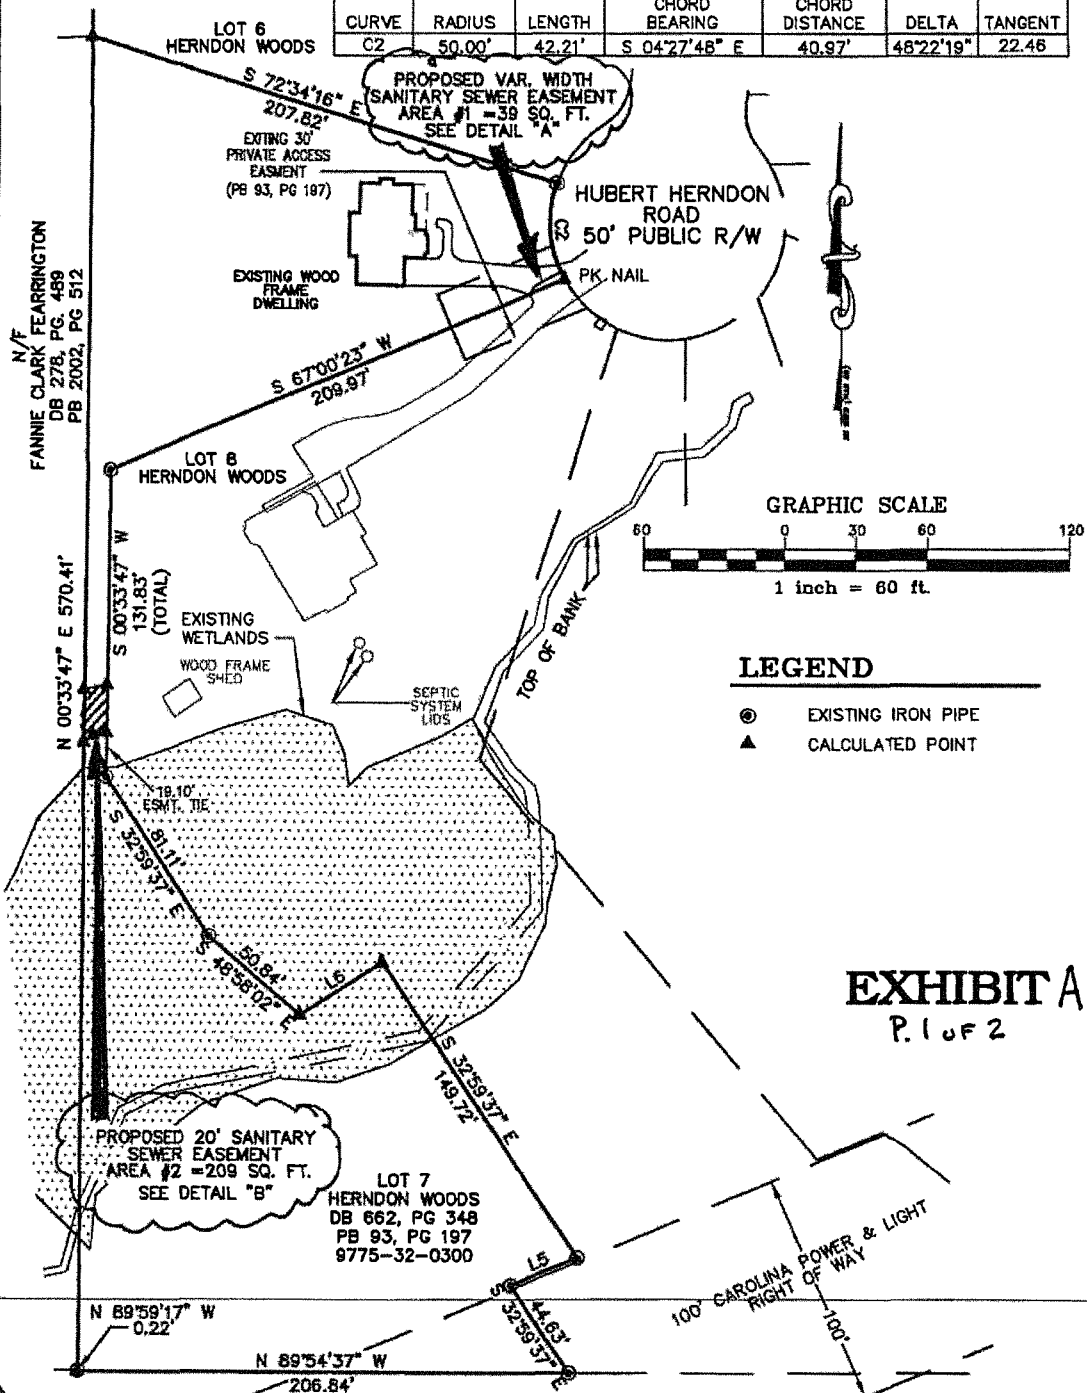 CURVE RADIUS LENGTH CHORD BEARING CHORD DISTANCE DELTA TANGENT
C2 50.00' 42.21' S 04°27'48" E 40.97' 48°22'19" 22.46
LOT 6
HERNDON WOODS
S 72°34'16" E
207.82'
PROPOSED VAR. WIDTH
SANITARY SEWER EASEMENT
AREA #1 =39 SQ. FT.
SEE DETAIL "A"
EXITING 30'
PRIVATE ACCESS
EASMENT
(PB 93, PG 197)
HUBERT HERNDON
ROAD
50' PUBLIC R/W
C2
PK NAIL
EXISTING WOOD
FRAME
DWELLING
N/F
FANNIE CLARK FEARRINGTON
DB 278, PG. 489
PB 2002, PG 512
S 67°00'23" W
209.97'
LOT 8
HERNDON WOODS
GRAPHIC SCALE
60 0 30 60 120
1 inch = 60 ft.
N 00°33'47" E 570.41'
S 00°33'47" W
131.83'
(TOTAL)
EXISTING
WETLANDS
WOOD FRAME
SHED
SEPTIC
SYSTEM
LIDS
TOP OF BANK
LEGEND
EXISTING IRON PIPE
CALCULATED POINT
19.10'
ESMT. TIE
81.11'
S 32°59'37" E
50.84'
S 48°58'02" E
L6
EXHIBIT A
P. 1 OF 2
S 32°59'37" E
149.72'
PROPOSED 20' SANITARY
SEWER EASEMENT
AREA #2 =209 SQ. FT.
SEE DETAIL "B"
LOT 7
HERNDON WOODS
DB 662, PG 348
PB 93, PG 197
9775-32-0300
L5
100' CAROLINA POWER & LIGHT
RIGHT OF WAY
100'
44.63'
S 32°59'37" E
N 89°59'17" W
0.22'
N 89°54'37" W
206.84'